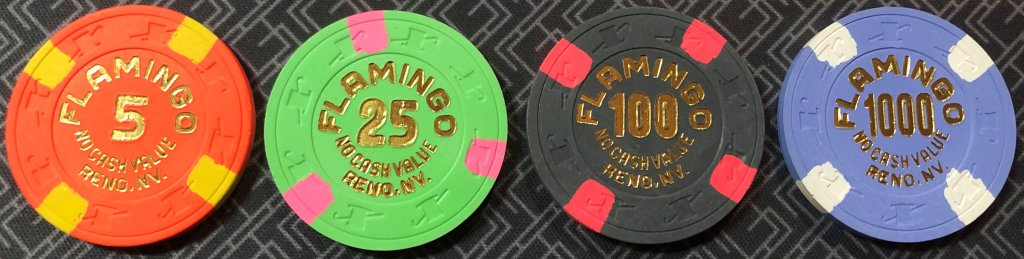 FLAMINGO
5
NO CASH VALUE
RENO, NV.
FLAMINGO
25
NO CASH VALUE
RENO, NV.
FLAMINGO
100
NO CASH VALUE
RENO, NV.
FLAMINGO
1000
NO CASH VALUE
RENO, NV.